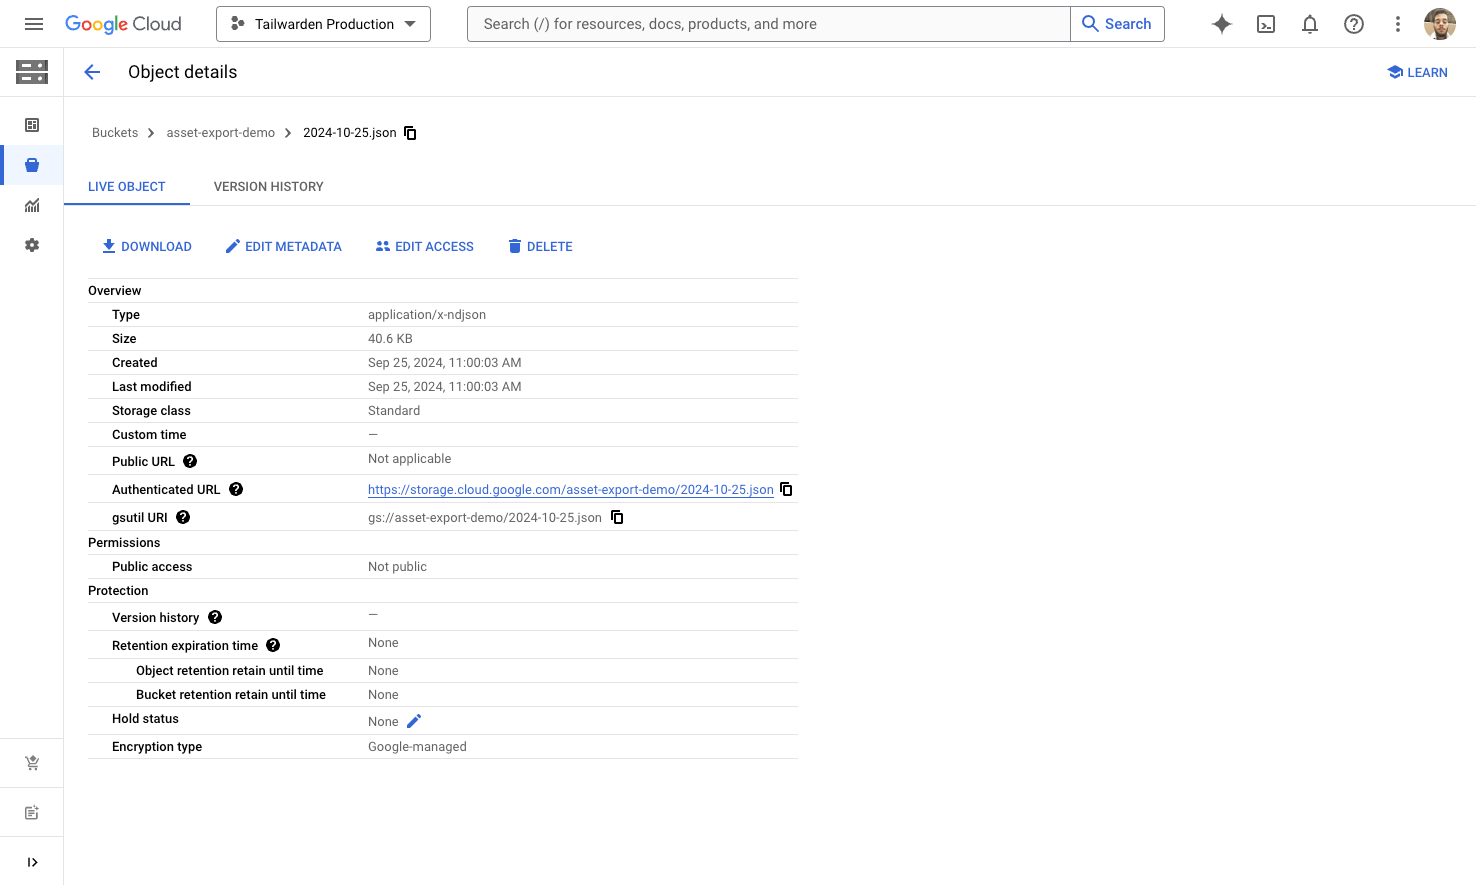 Google Cloud
Tailwarden Production
Search (/) for resources, docs, products, and more
Search
Object details
LEARN
Buckets
asset-export-demo
2024-10-25.json
LIVE OBJECT
VERSION HISTORY
DOWNLOAD
EDIT METADATA
EDIT ACCESS
DELETE
Overview
Type application/x-ndjson
Size 40.6 KB
Created Sep 25, 2024, 11:00:03 AM
Last modified Sep 25, 2024, 11:00:03 AM
Storage class Standard
Custom time —
Public URL Not applicable
Authenticated URL https://storage.cloud.google.com/asset-export-demo/2024-10-25.json
gsutil URI gs://asset-export-demo/2024-10-25.json
Permissions
Public access Not public
Protection
Version history —
Retention expiration time None
Object retention retain until time None
Bucket retention retain until time None
Hold status None
Encryption type Google-managed